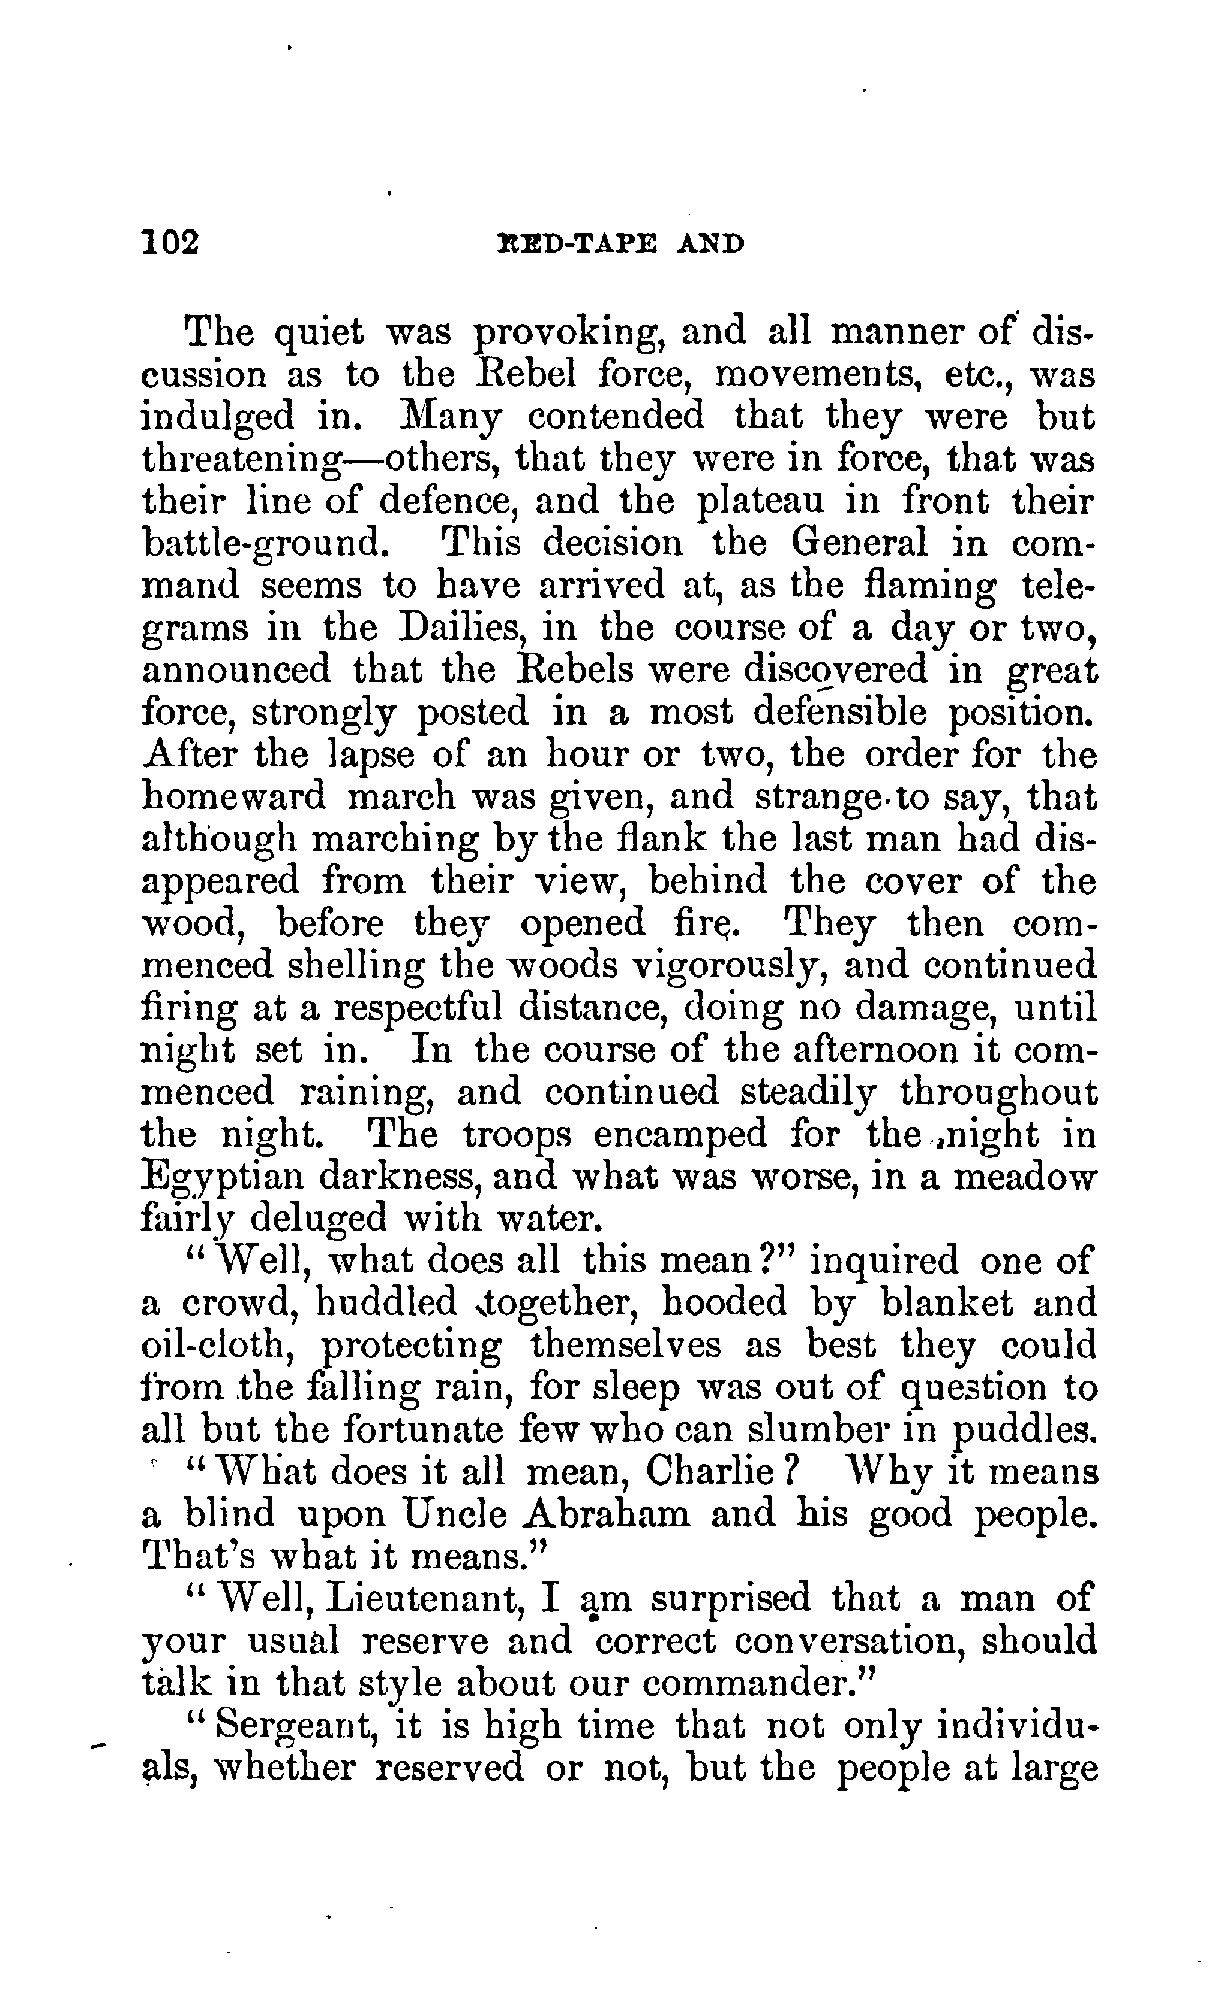 102 RED-TAPE AND
The quiet was provoking, and all manner of dis-
cussion as to the Rebel force, movements, etc., was
indulged in. Many contended that they were but
threatening—others, that they were in force, that was
their line of defence, and the plateau in front their
battle-ground. This decision the General in com-
mand seems to have arrived at, as the flaming tele-
grams in the Dailies, in the course of a day or two,
announced that the Rebels were discovered in great
force, strongly posted in a most defensible position.
After the lapse of an hour or two, the order for the
homeward march was given, and strange to say, that
although marching by the flank the last man had dis-
appeared from their view, behind the cover of the
wood, before they opened fire. They then com-
menced shelling the woods vigorously, and continued
firing at a respectful distance, doing no damage, until
night set in. In the course of the afternoon it com-
menced raining, and continued steadily throughout
the night. The troops encamped for the night in
Egyptian darkness, and what was worse, in a meadow
fairly deluged with water.
"Well, what does all this mean?" inquired one of
a crowd, huddled together, hooded by blanket and
oil-cloth, protecting themselves as best they could
from the falling rain, for sleep was out of question to
all but the fortunate few who can slumber in puddles.
"What does it all mean, Charlie? Why it means
a blind upon Uncle Abraham and his good people.
That's what it means."
"Well, Lieutenant, I am surprised that a man of
your usual reserve and correct conversation, should
talk in that style about our commander."
"Sergeant, it is high time that not only individu-
als, whether reserved or not, but the people at large